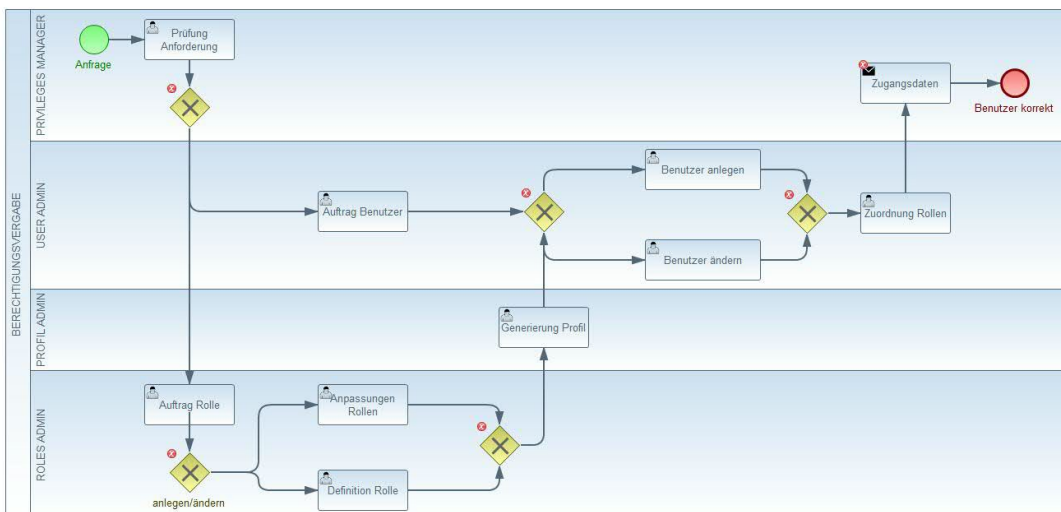 BERECHTIGUNGSVERGABE
PRIVILEGES MANAGER
Anfrage
Prüfung
Anforderung
Zugangsdaten
Benutzer korrekt
USER ADMIN
Auftrag Benutzer
Benutzer anlegen
Benutzer ändern
Zuordnung Rollen
PROFIL ADMIN
Generierung Profil
ROLES ADMIN
Auftrag Rolle
anlegen/ändern
Anpassungen
Rollen
Definition Rolle